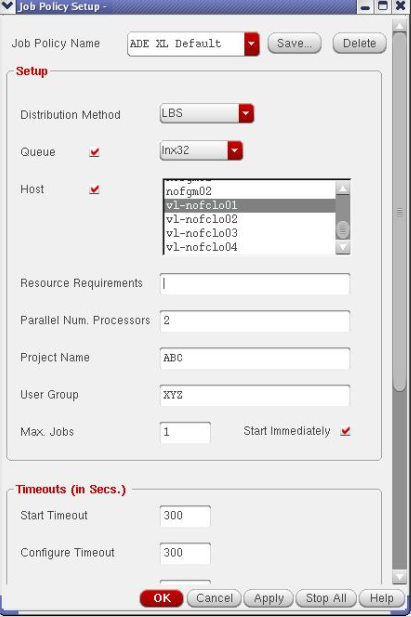 Job Policy Setup -
Job Policy Name ADE XL Default Save... Delete
Setup
Distribution Method LBS
Queue lnx32
Host
nofgm02
vl-nofclo01
vl-nofclo02
vl-nofclo03
vl-nofclo04
Resource Requirements
Parallel Num. Processors 2
Project Name ABC
User Group XYZ
Max. Jobs 1 Start Immediately
Timeouts (in Secs.)
Start Timeout 300
Configure Timeout 300
OK Cancel Apply Stop All Help